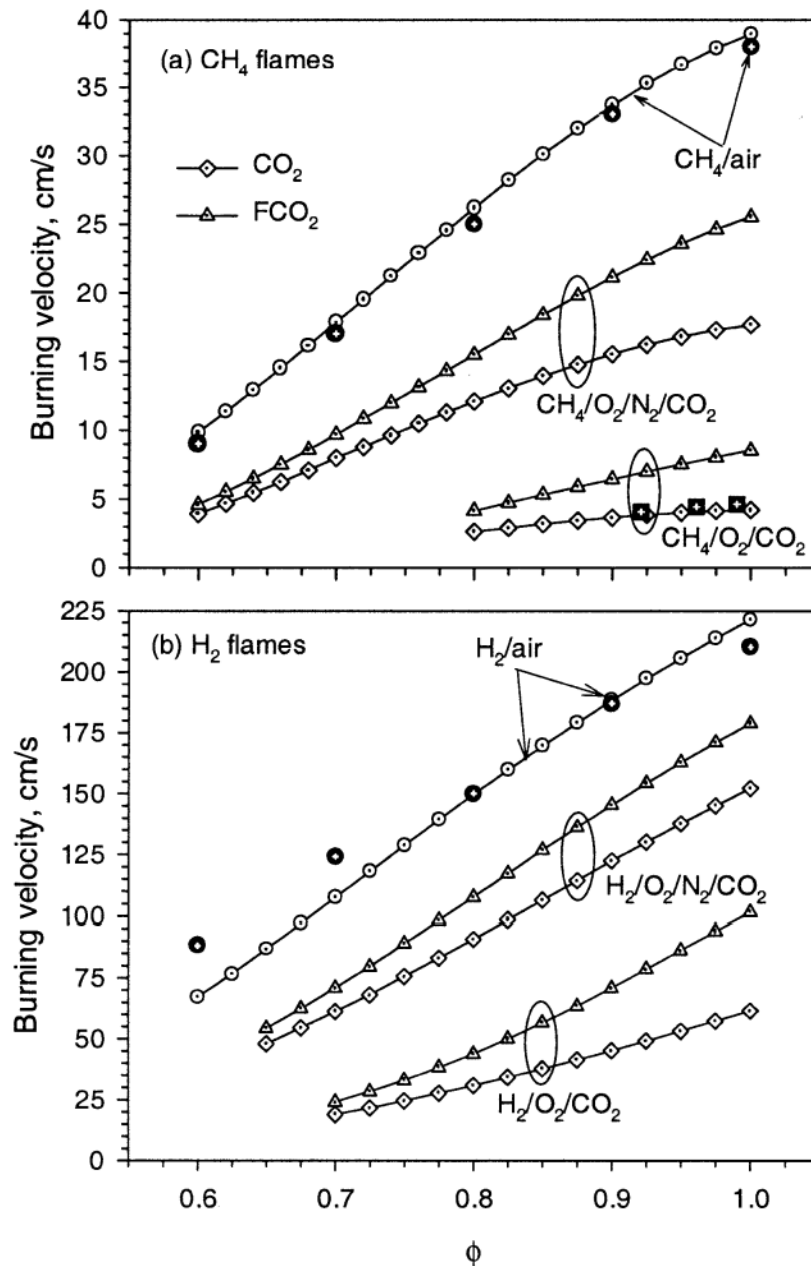 40
35
30
25
20
15
10
5
0
Burning velocity, cm/s
(a) CH₄ flames
CO₂
FCO₂
CH₄/air
CH₄/O₂/N₂/CO₂
CH₄/O₂/CO₂
225
200
175
150
125
100
75
50
25
0
Burning velocity, cm/s
(b) H₂ flames
H₂/air
H₂/O₂/N₂/CO₂
H₂/O₂/CO₂
0.6 0.7 0.8 0.9 1.0
ϕ